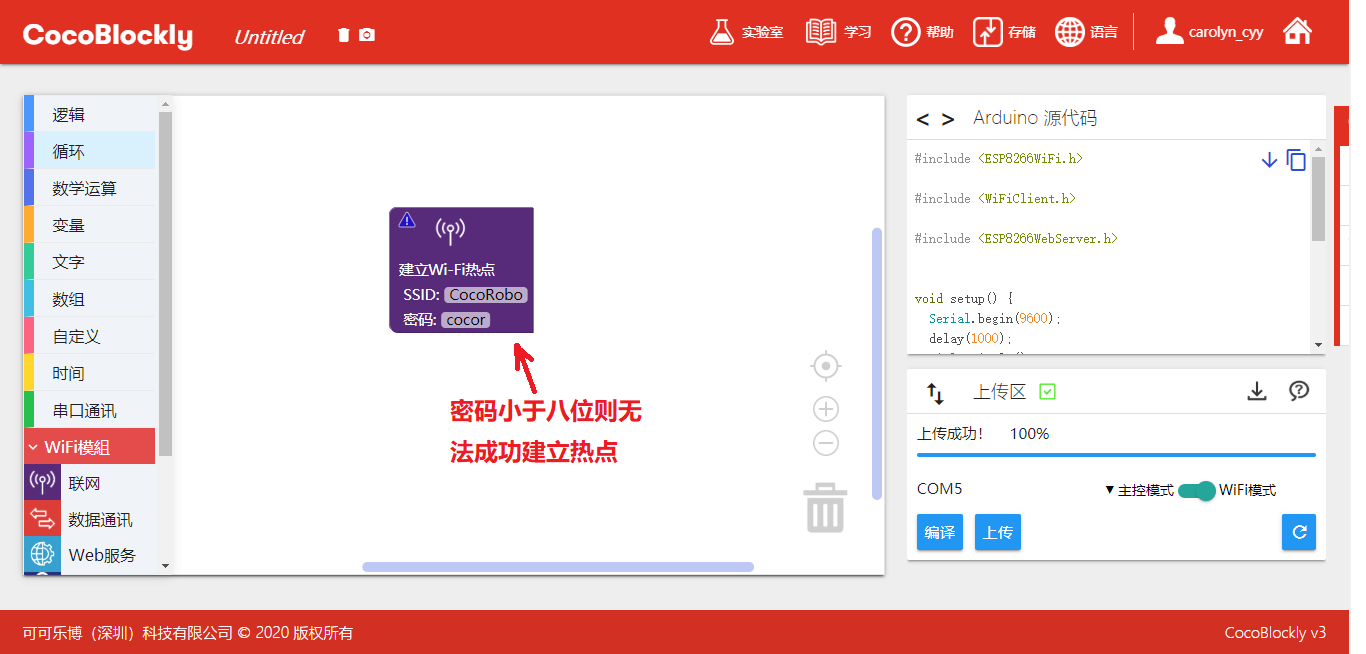 CocoBlockly
Untitled
实验室
学习
帮助
存储
语言
carolyn_cyy
逻辑
循环
数学运算
变量
文字
数组
自定义
时间
串口通讯
WiFi模组
联网
数据通讯
Web服务
建立Wi-Fi热点
SSID: CocoRobo
密码: cocor
密码小于八位则无
法成功建立热点
< > Arduino 源代码
#include <ESP8266WiFi.h>
#include <WiFiClient.h>
#include <ESP8266WebServer.h>
void setup() {
Serial.begin(9600);
delay(1000);
上传区
上传成功! 100%
COM5
▼主控模式 WiFi模式
编译 上传
可可乐博（深圳）科技有限公司 © 2020 版权所有
CocoBlockly v3